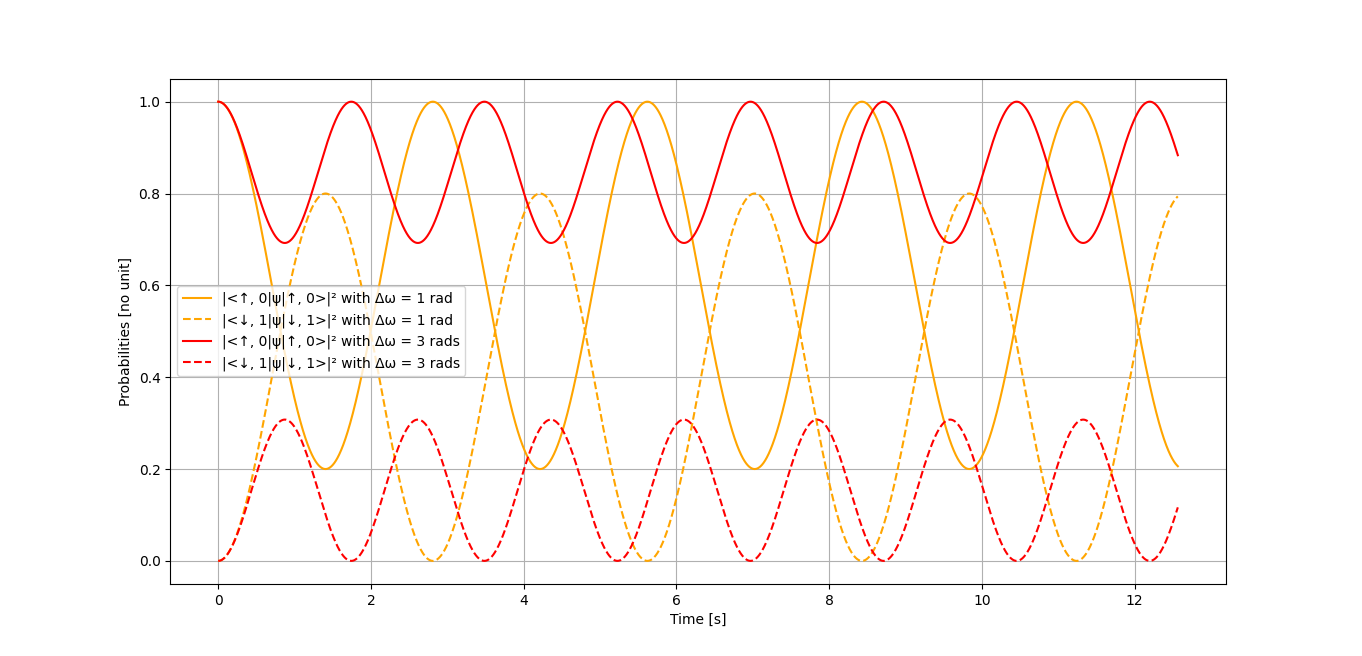 1.0
0.8
0.6
0.4
0.2
0.0
Probabilities [no unit]
|<↑, 0|ψ|↑, 0>|² with Δω = 1 rad
|<↓, 1|ψ|↓, 1>|² with Δω = 1 rad
|<↑, 0|ψ|↑, 0>|² with Δω = 3 rads
|<↓, 1|ψ|↓, 1>|² with Δω = 3 rads
0 2 4 6 8 10 12
Time [s]